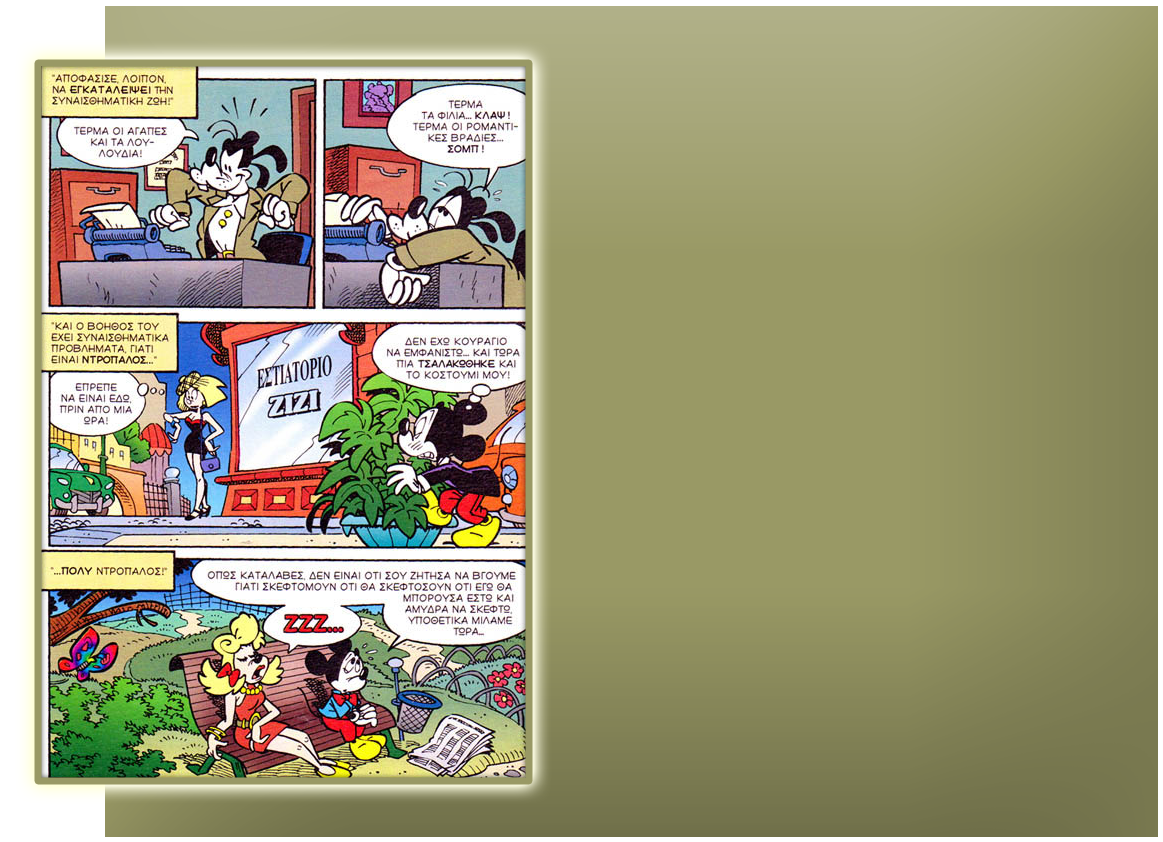 "ΑΠΟΦΑΣΙΣΕ, ΛΟΙΠΟΝ,
ΝΑ ΕΓΚΑΤΑΛΕΙΨΕΙ ΤΗΝ
ΣΥΝΑΙΣΘΗΜΑΤΙΚΗ ΖΩΗ!"
ΤΕΡΜΑ ΟΙ ΑΓΑΠΕΣ
ΚΑΙ ΤΑ ΛΟΥ-
ΛΟΥΔΙΑ!
ΤΕΡΜΑ
ΤΑ ΦΙΛΙΑ... ΚΛΑΨ!
ΤΕΡΜΑ ΟΙ ΡΟΜΑΝΤΙ-
ΚΕΣ ΒΡΑΔΙΕΣ...
ΣΟΜΠ!
"ΚΑΙ Ο ΒΟΗΘΟΣ ΤΟΥ
ΕΧΕΙ ΣΥΝΑΙΣΘΗΜΑΤΙΚΑ
ΠΡΟΒΛΗΜΑΤΑ, ΓΙΑΤΙ
ΕΙΝΑΙ ΝΤΡΟΠΑΛΟΣ..."
ΕΠΡΕΠΕ
ΝΑ ΕΙΝΑΙ ΕΔΩ,
ΠΡΙΝ ΑΠΟ ΜΙΑ
ΩΡΑ!
ΕΣΤΙΑΤΟΡΙΟ
ΖΙΖΙ
ΔΕΝ ΕΧΩ ΚΟΥΡΑΓΙΟ
ΝΑ ΕΜΦΑΝΙΣΤΩ... ΚΑΙ ΤΩΡΑ
ΠΙΑ ΤΣΑΛΑΚΩΘΗΚΕ ΚΑΙ
ΤΟ ΚΟΣΤΟΥΜΙ ΜΟΥ!
"...ΠΟΛΥ ΝΤΡΟΠΑΛΟΣ!"
ΟΠΩΣ ΚΑΤΑΛΑΒΕΣ, ΔΕΝ ΕΙΝΑΙ ΟΤΙ ΣΟΥ ΖΗΤΗΣΑ ΝΑ ΒΓΟΥΜΕ
ΓΙΑΤΙ ΣΚΕΦΤΟΜΟΥΝ ΟΤΙ ΘΑ ΣΚΕΦΤΟΣΟΥΝ ΟΤΙ ΕΓΩ ΘΑ
ΜΠΟΡΟΥΣΑ ΕΣΤΩ ΚΑΙ
ΑΜΥΔΡΑ ΝΑ ΣΚΕΦΤΩ,
ΥΠΟΘΕΤΙΚΑ ΜΙΛΑΜΕ
ΤΩΡΑ...
ΖΖΖ...